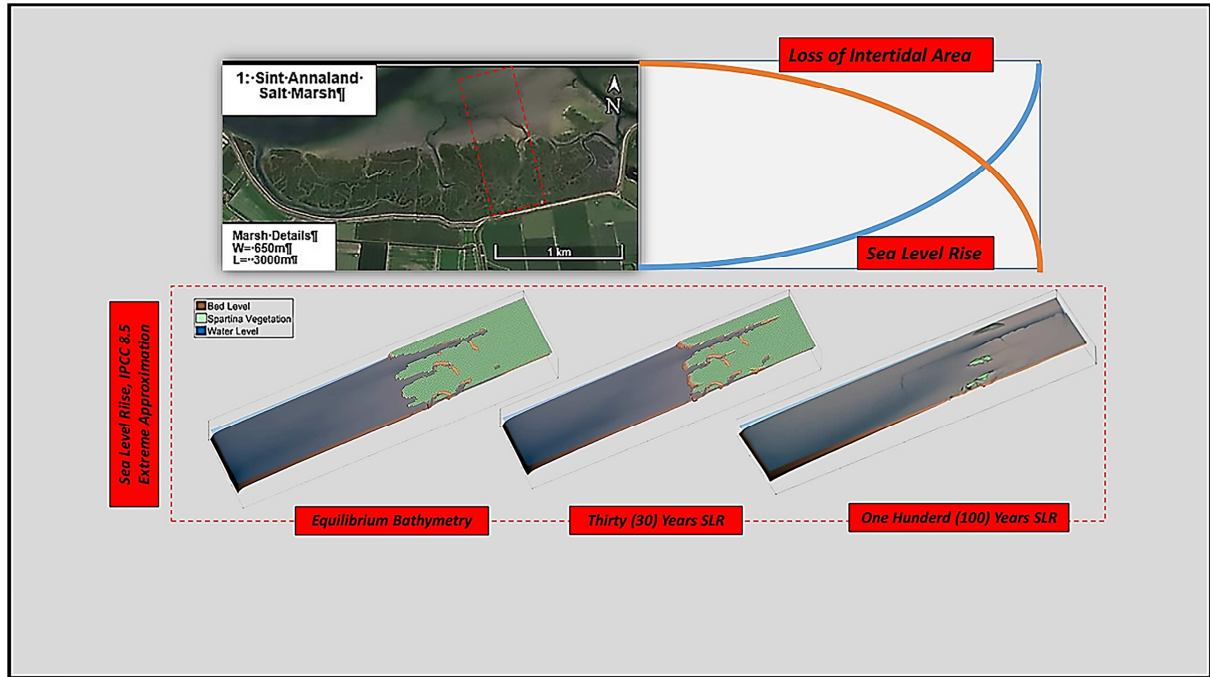 1:·Sint·Annaland·
Salt·Marsh¶
N
Marsh·Details¶
W=·650m¶
L=··3000m¶
1 km
Loss of Intertidal Area
Sea Level Rise
Sea Level Riise, IPCC 8.5
Extreme Approximation
Bed Level
Spartina Vegetation
Water Level
Equilibrium Bathymetry
Thirty (30) Years SLR
One Hunderd (100) Years SLR